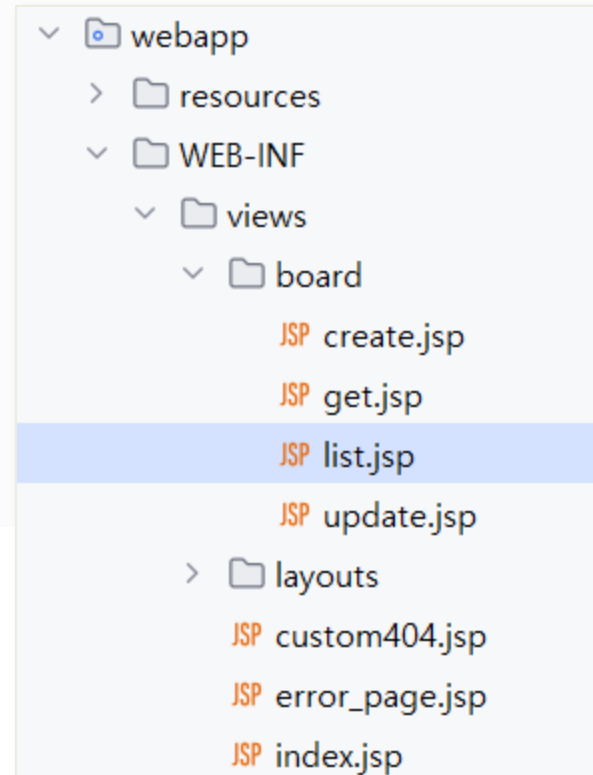 webapp
resources
WEB-INF
views
board
JSP create.jsp
JSP get.jsp
JSP list.jsp
JSP update.jsp
layouts
JSP custom404.jsp
JSP error_page.jsp
JSP index.jsp